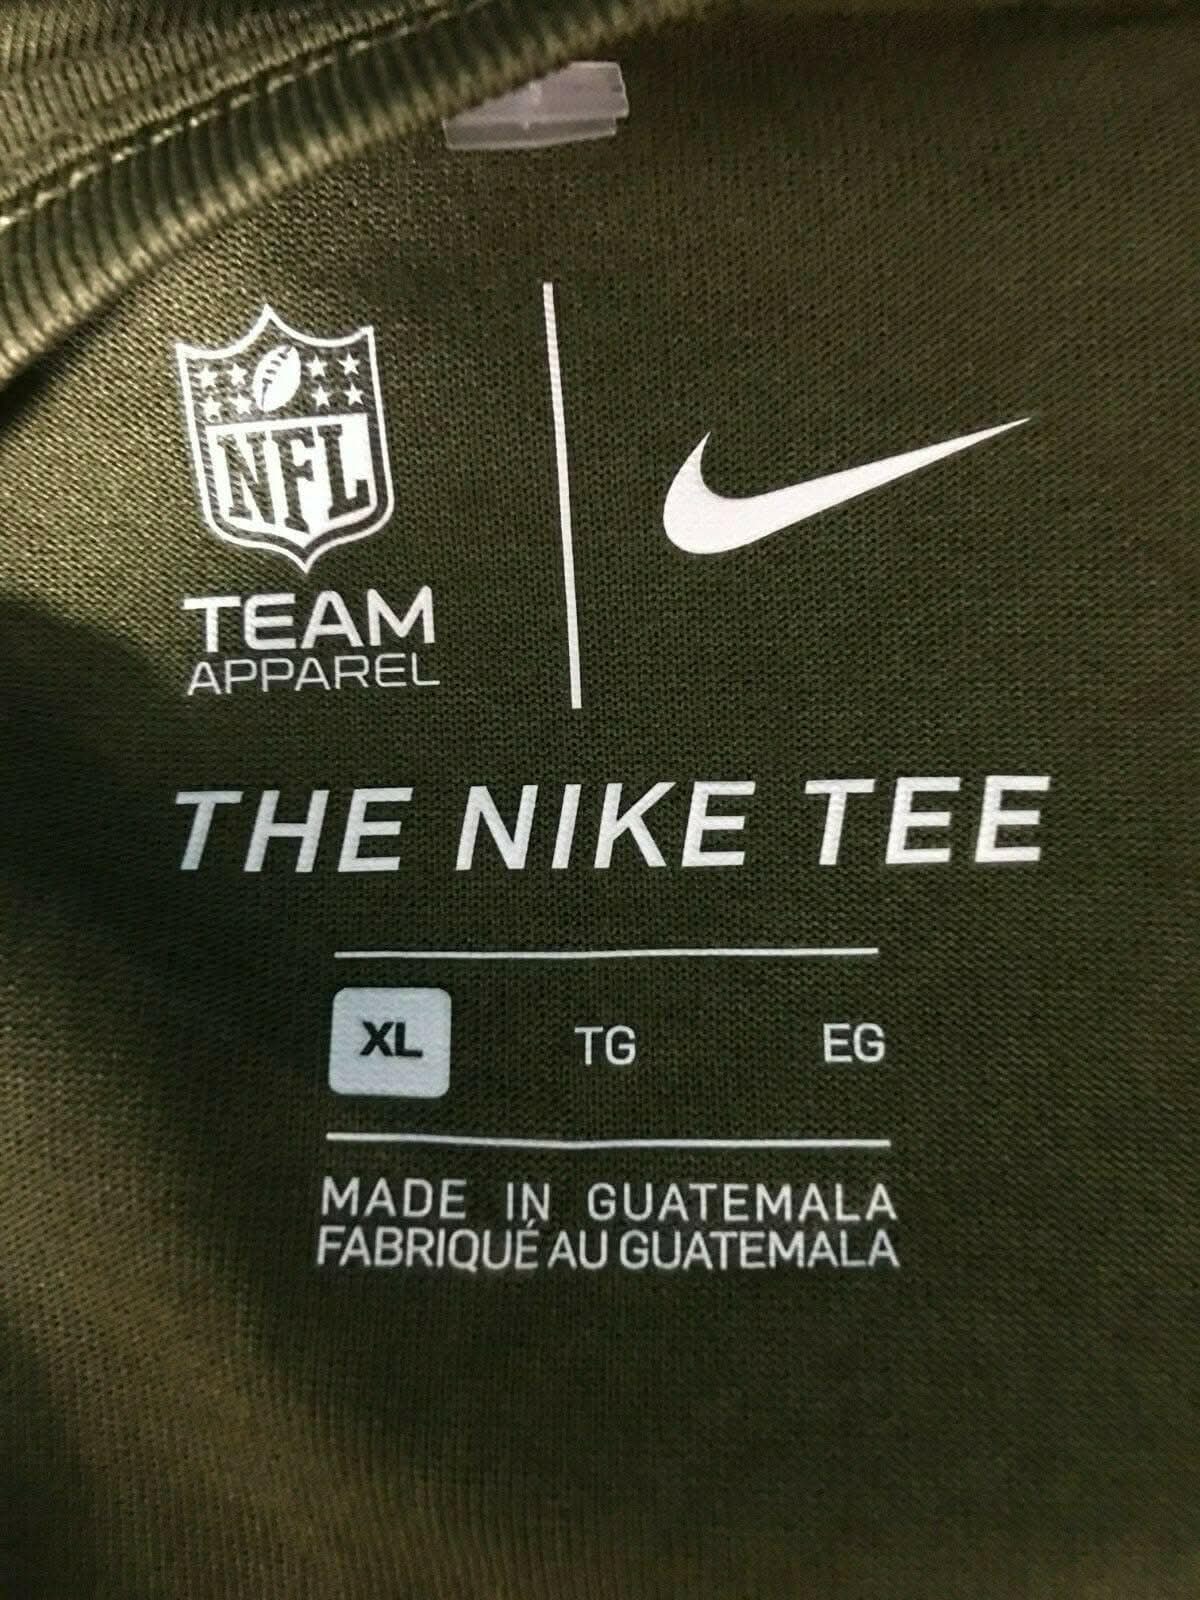 NFL
TEAM
APPAREL
THE NIKE TEE
XL TG EG
MADE IN GUATEMALA
FABRIQUÉ AU GUATEMALA